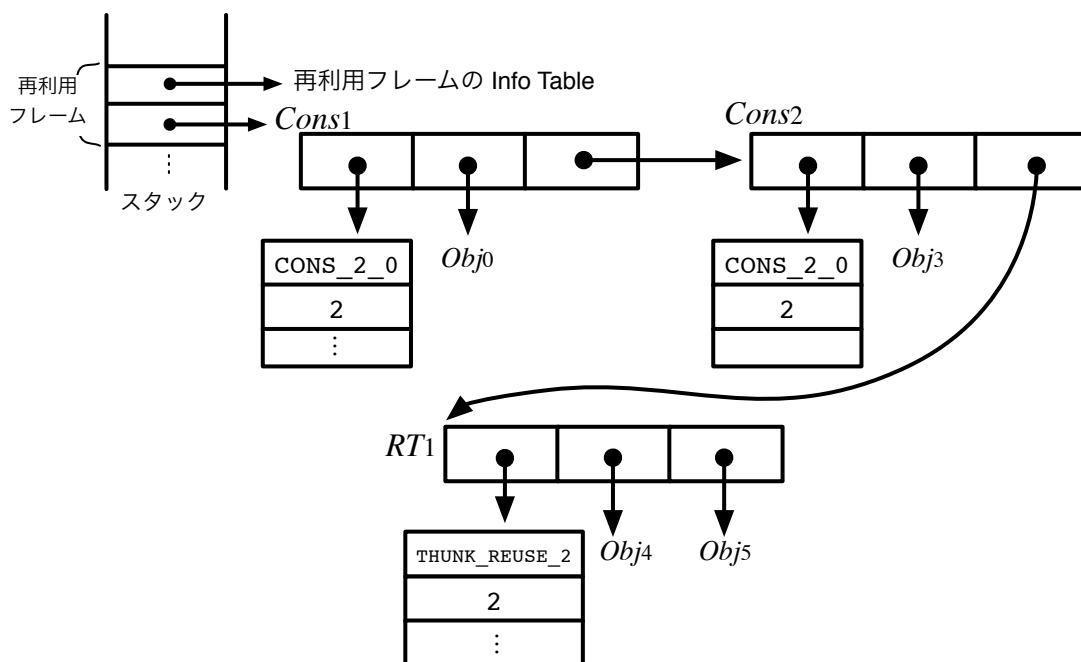 再利用
フレーム
再利用フレームの Info Table
Cons1
Cons2
スタック
CONS_2_0
2
⋮
Obj0
CONS_2_0
2
Obj3
RT1
THUNK_REUSE_2
2
⋮
Obj4
Obj5